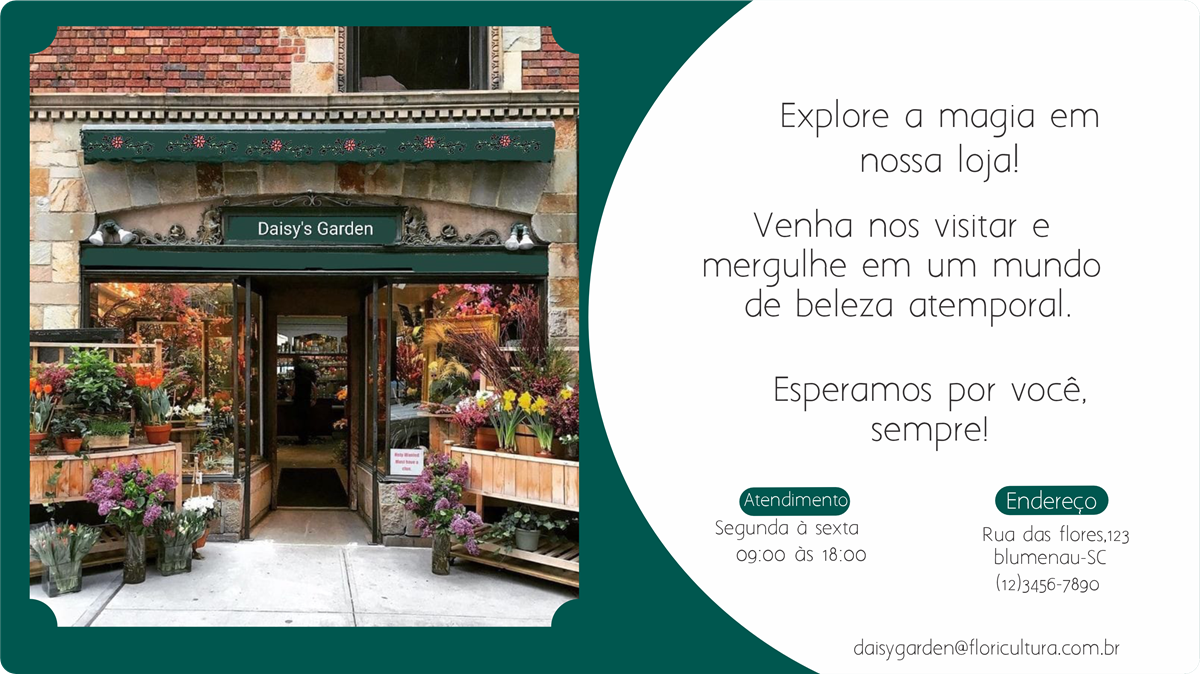 Daisy's Garden
Explore a magia em
nossa loja!
Venha nos visitar e
mergulhe em um mundo
de beleza atemporal.
Esperamos por você,
sempre!
Atendimento
Segunda à sexta
09:00 às 18:00
Endereço
Rua das flores,123
blumenau-SC
(12)3456-7890
daisygarden@floricultura.com.br